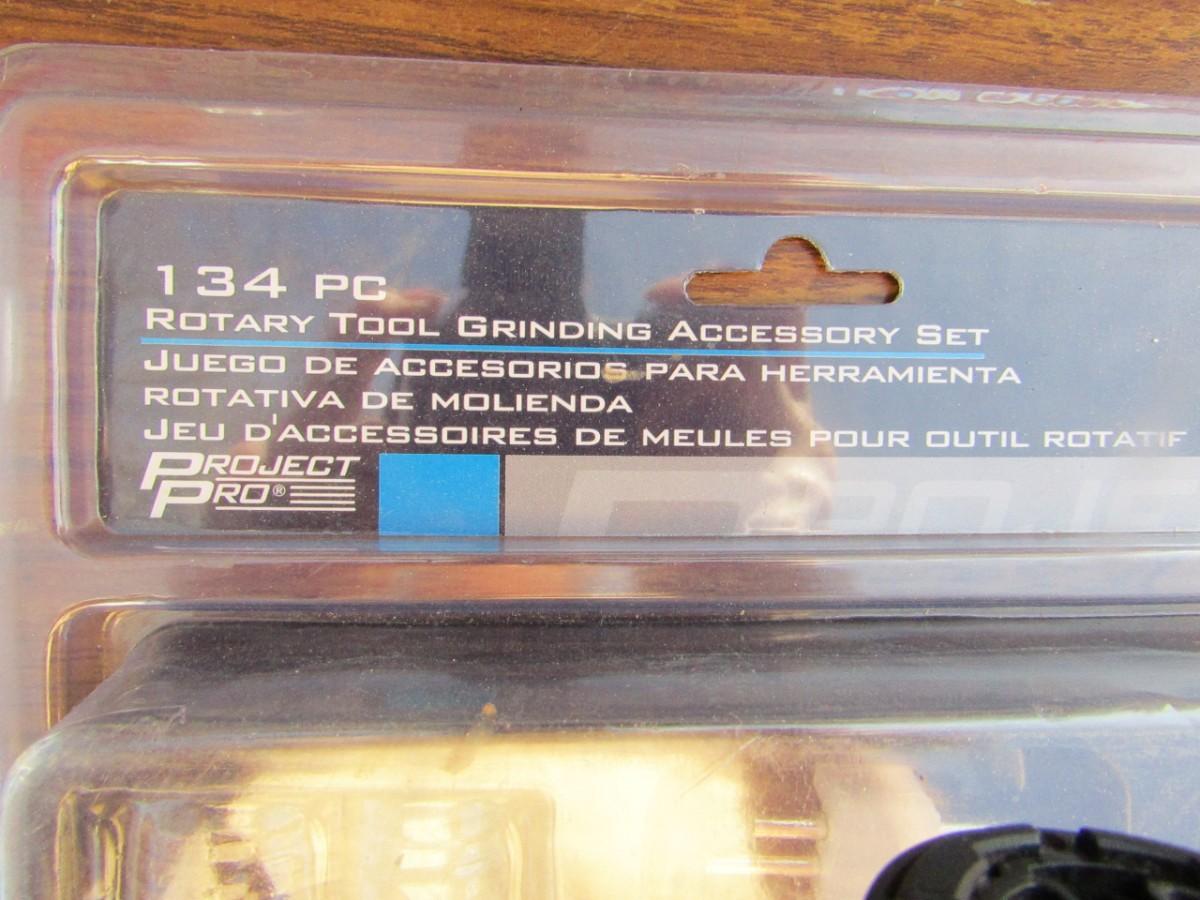 134 PC
ROTARY TOOL GRINDING ACCESSORY SET
JUEGO DE ACCESORIOS PARA HERRAMIENTA
ROTATIVA DE MOLIENDA
JEU D'ACCESSOIRES DE MEULES POUR OUTIL ROTATIF
PROJECT
PRO®